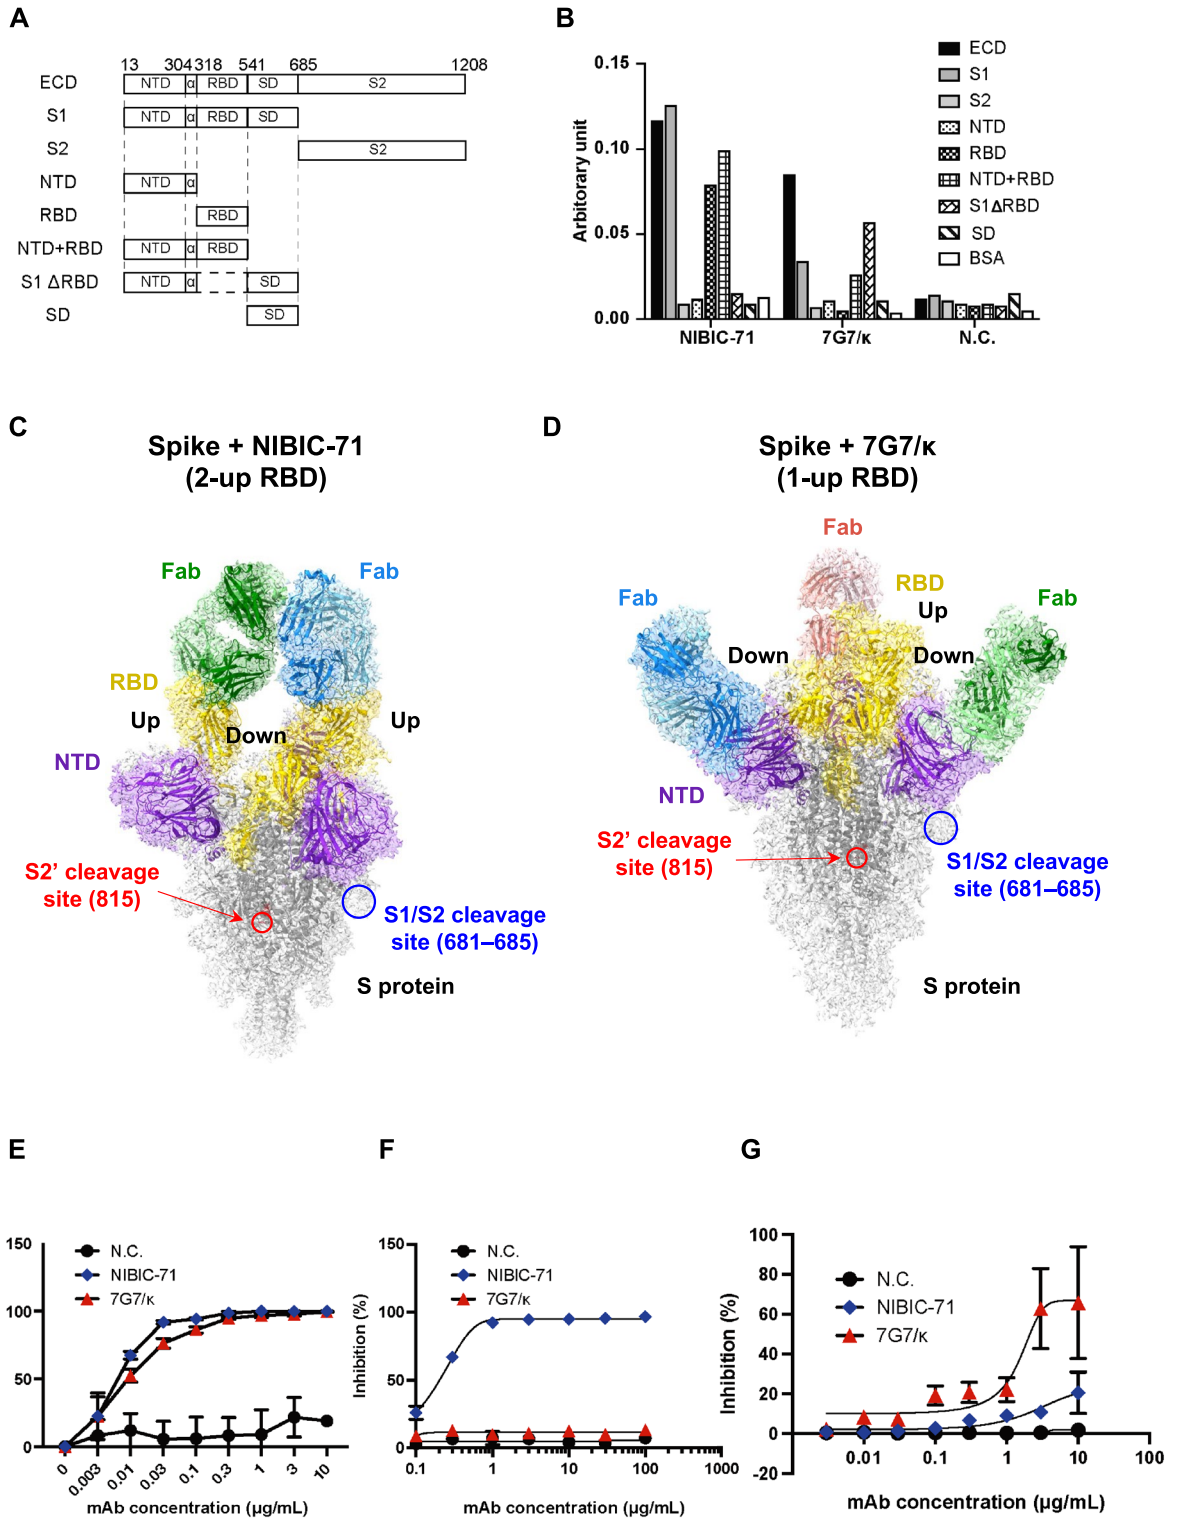 A
13 304 318 541 685 1208
ECD NTD α RBD SD S2
S1 NTD α RBD SD
S2 S2
NTD NTD α
RBD RBD
NTD+RBD NTD α RBD
S1 ΔRBD NTD α SD
SD SD
B
Arbitorary unit
0.15
0.10
0.05
0.00
NIBIC-71 7G7/κ N.C.
ECD
S1
S2
NTD
RBD
NTD+RBD
S1ΔRBD
SD
BSA
C
Spike + NIBIC-71
(2-up RBD)
Fab Fab
RBD
Up Down Up
NTD
S2’ cleavage
site (815)
S1/S2 cleavage
site (681–685)
S protein
D
Spike + 7G7/κ
(1-up RBD)
Fab
RBD
Up
Fab Fab
Down Down
NTD
S2’ cleavage
site (815)
S1/S2 cleavage
site (681–685)
S protein
E
150
100
50
0
N.C.
NIBIC-71
7G7/κ
0 0.003 0.01 0.03 0.1 0.3 1 3 10
mAb concentration (µg/mL)
F
Inhibition (%)
150
100
50
0
N.C.
NIBIC-71
7G7/κ
0.1 1 10 100 1000
mAb concentration (µg/mL)
G
Inhibition (%)
100
80
60
40
20
0
-20
N.C.
NIBIC-71
7G7/κ
0.01 0.1 1 10 100
mAb concentration (µg/mL)